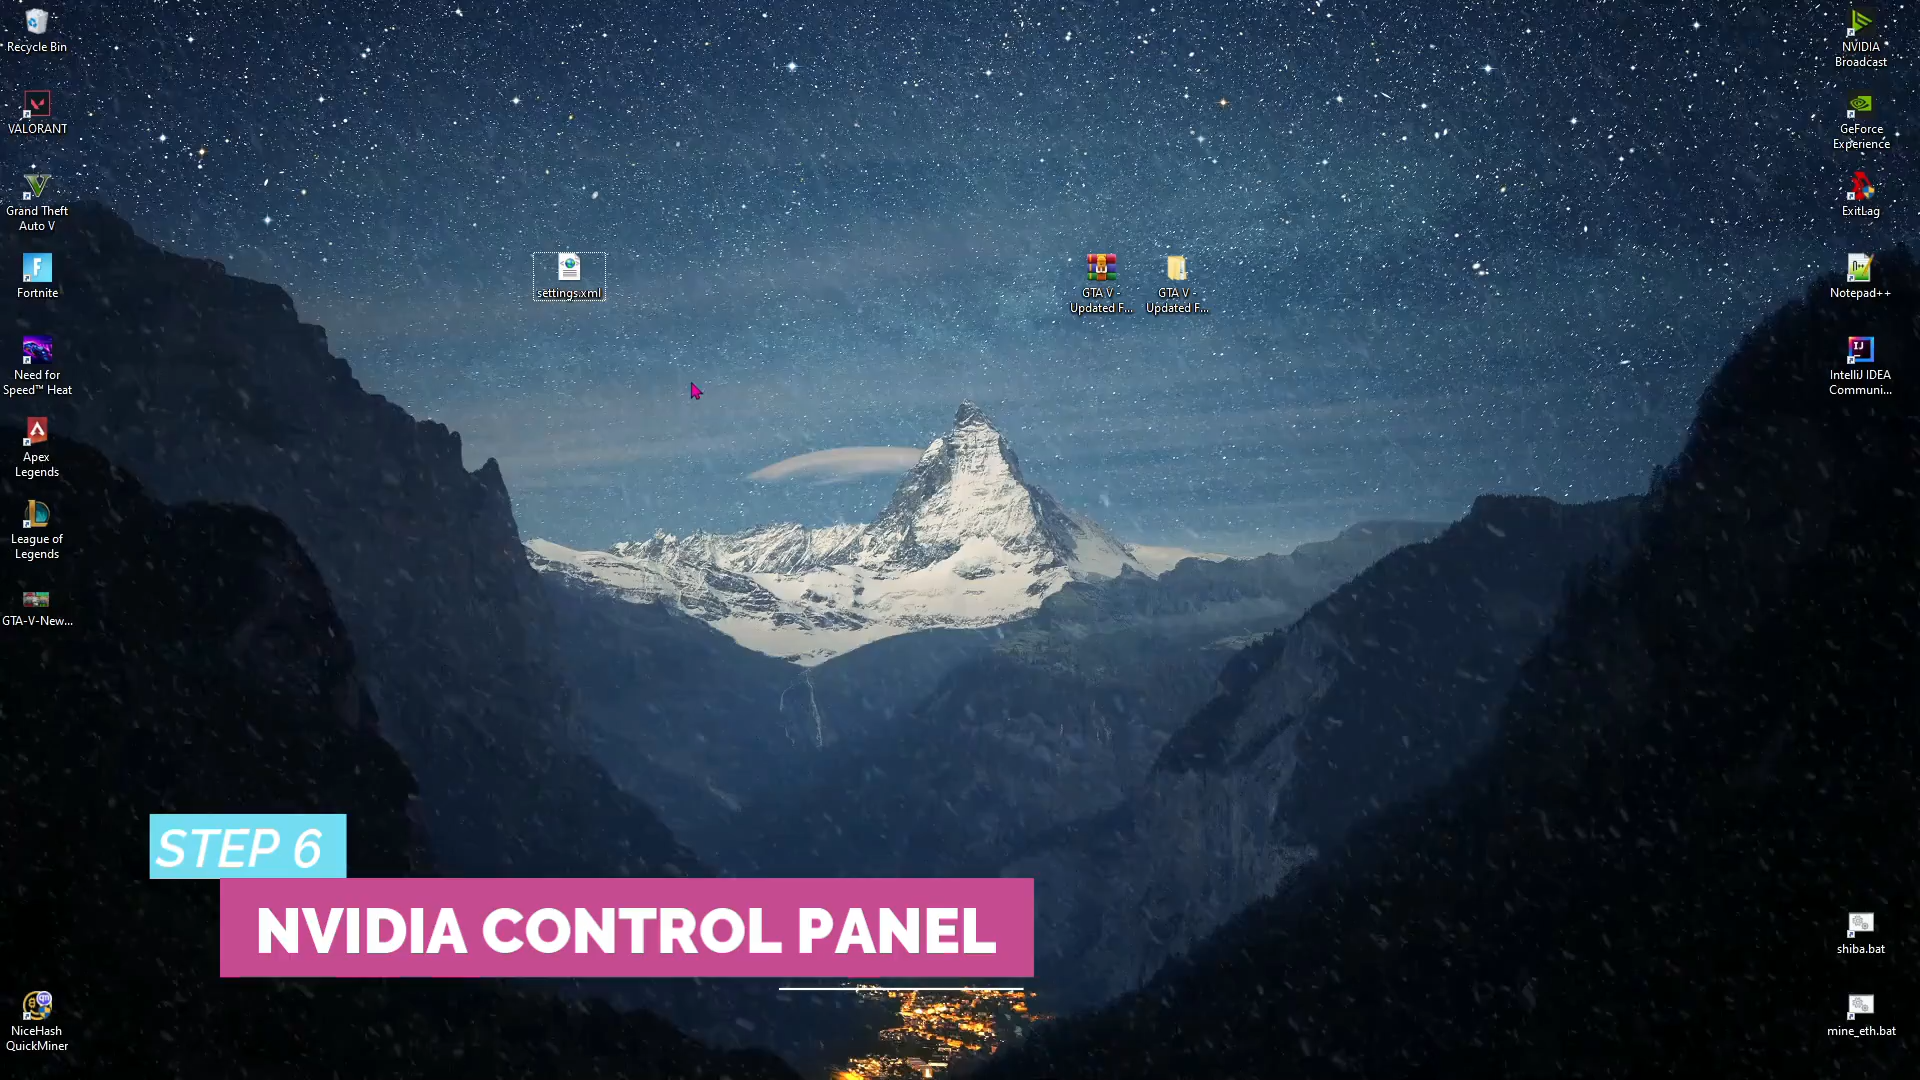 Recycle Bin
VALORANT
Grand Theft
Auto V
Fortnite
Need for
Speed™ Heat
Apex
Legends
League of
Legends
GTA-V-New...
NiceHash
QuickMiner
settings.xml
GTA V -
Updated F...
GTA V -
Updated F...
NVIDIA
Broadcast
GeForce
Experience
ExitLag
Notepad++
IntelliJ IDEA
Communi...
shiba.bat
mine_eth.bat
STEP 6
NVIDIA CONTROL PANEL